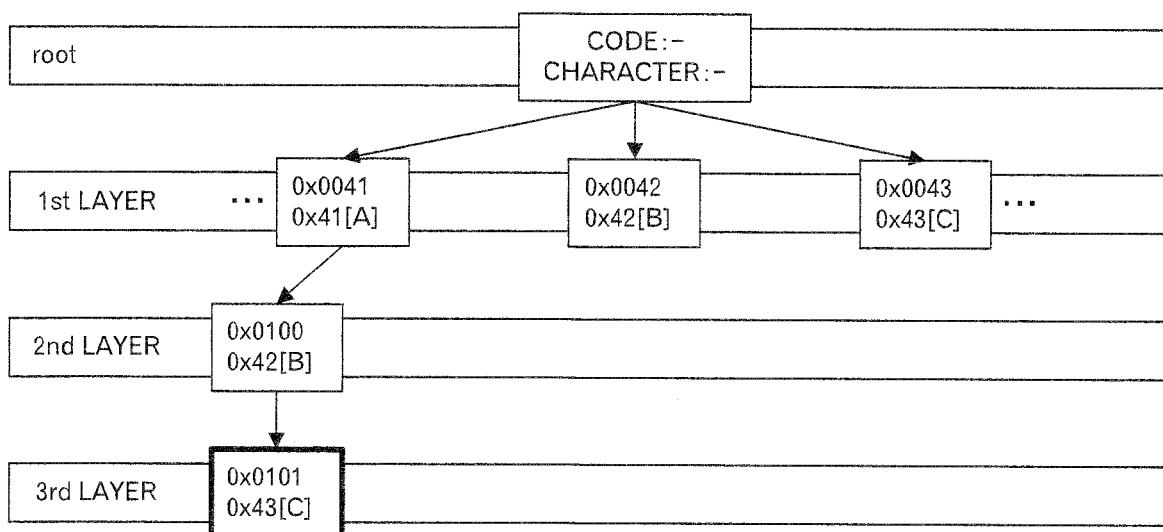 root
CODE:-
CHARACTER:-
1st LAYER
...
0x0041
0x41[A]
0x0042
0x42[B]
0x0043
0x43[C]
...
2nd LAYER
0x0100
0x42[B]
3rd LAYER
0x0101
0x43[C]